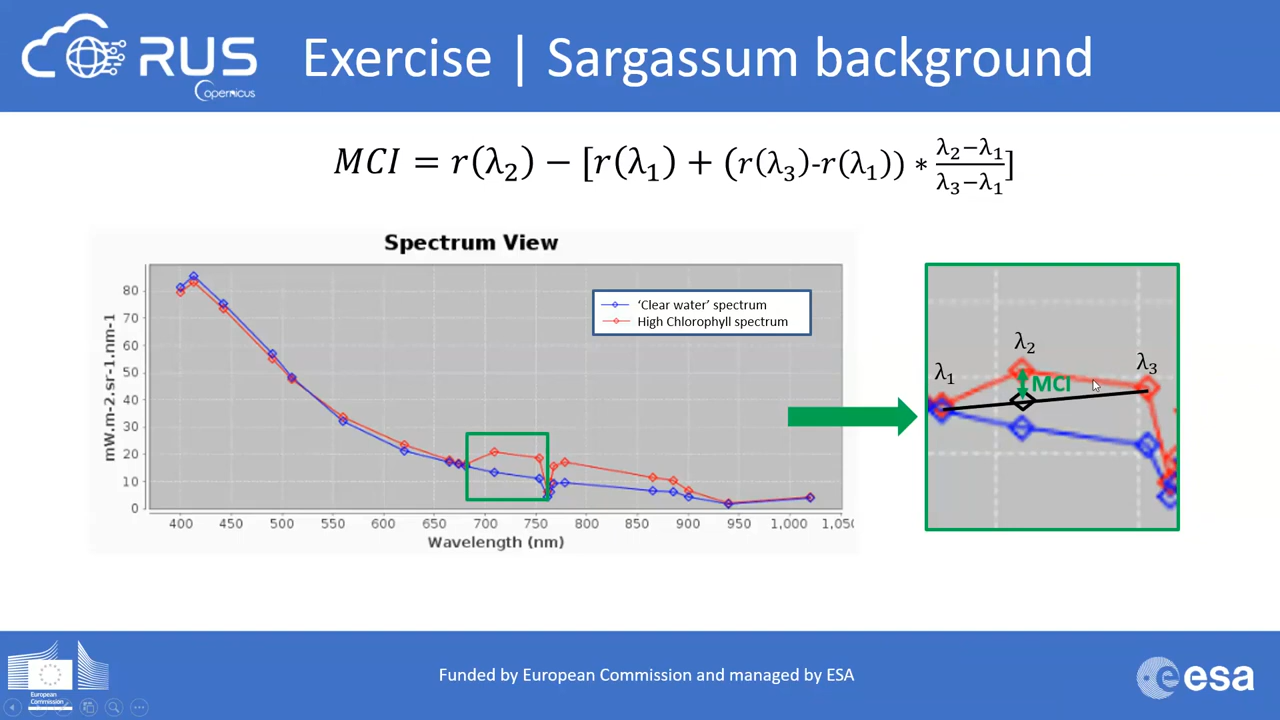 RUS
Copernicus
Exercise | Sargassum background
MCI = r(λ₂) − [r(λ₁) + (r(λ₃)-r(λ₁)) ∗ (λ₂−λ₁)/(λ₃−λ₁)]
Spectrum View
'Clear water' spectrum
High Chlorophyll spectrum
mW.m-2.sr-1.nm-1
80
70
60
50
40
30
20
10
0
400 450 500 550 600 650 700 750 800 850 900 950 1,000 1,05
Wavelength (nm)
λ₂
λ₁
λ₃
MCI
European
Commission
Funded by European Commission and managed by ESA
esa